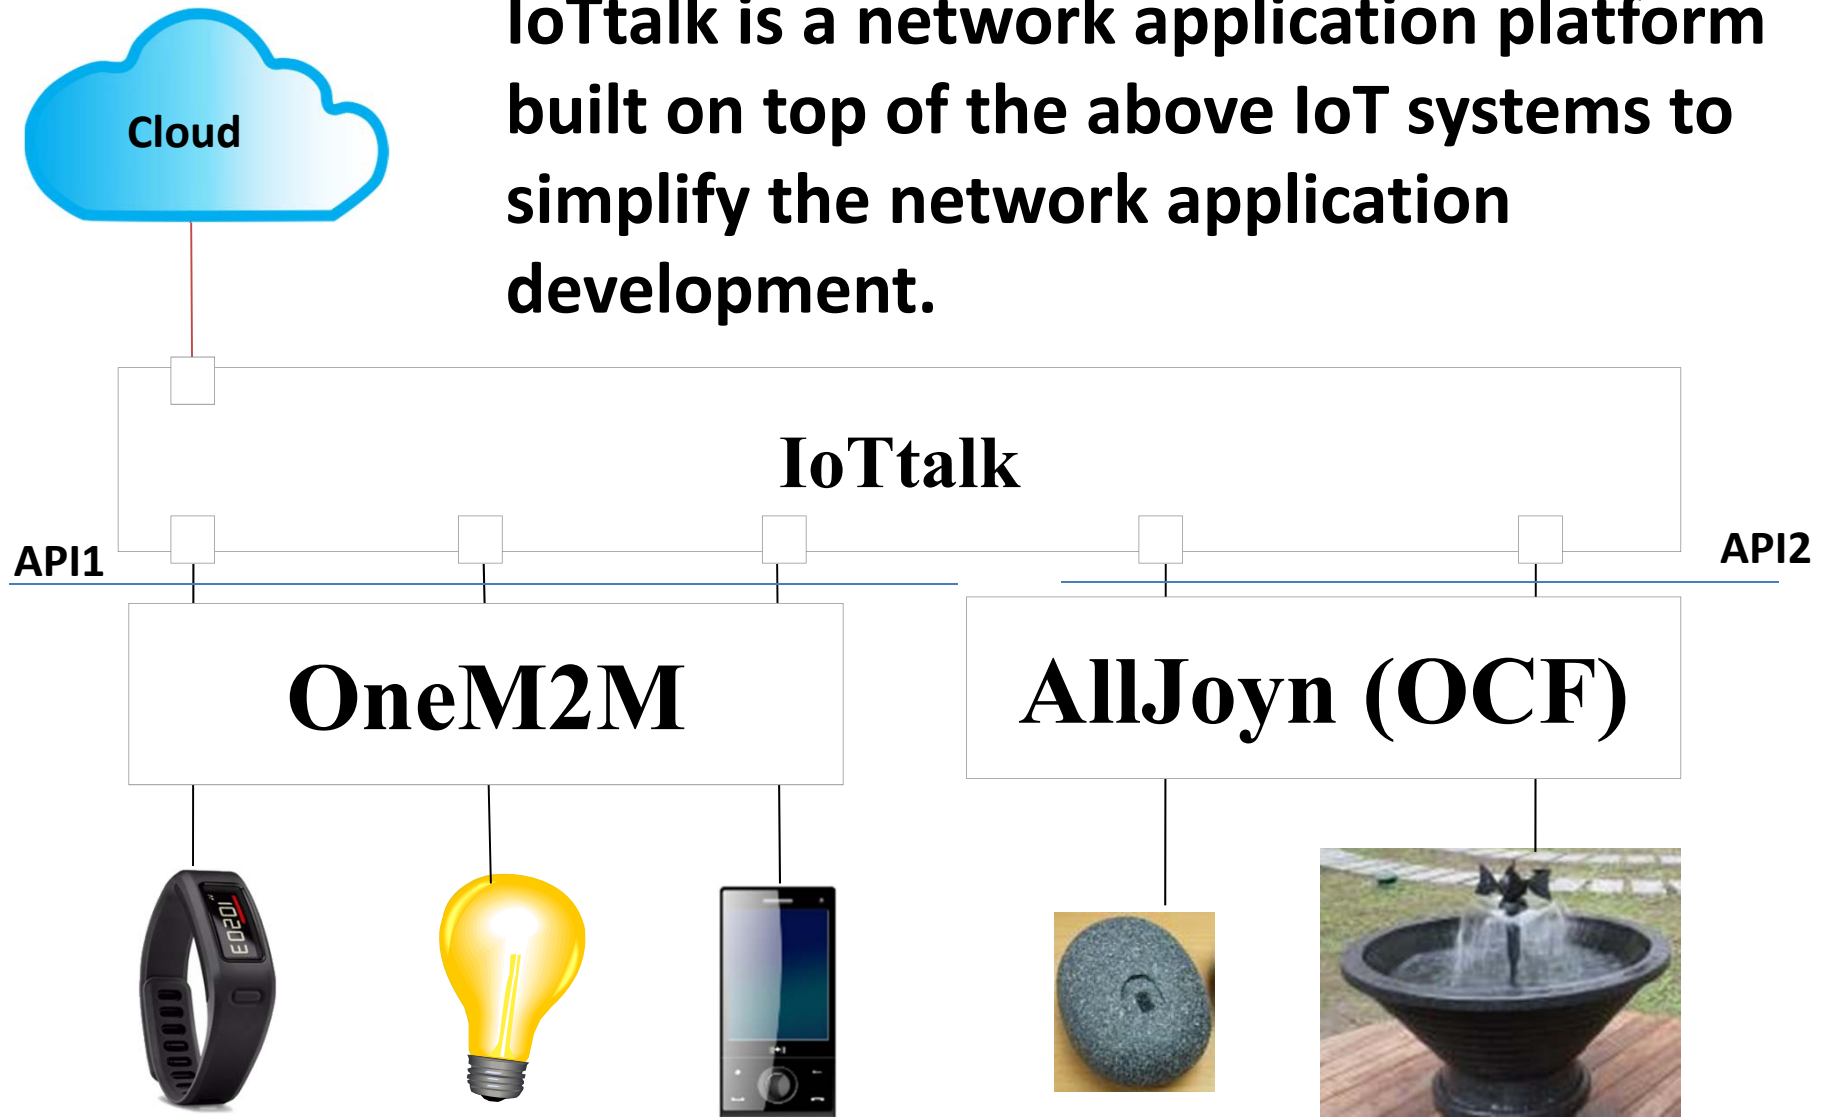 IoTtalk is a network application platform
built on top of the above IoT systems to
simplify the network application
development.
Cloud
IoTtalk
API1
API2
OneM2M
AllJoyn (OCF)